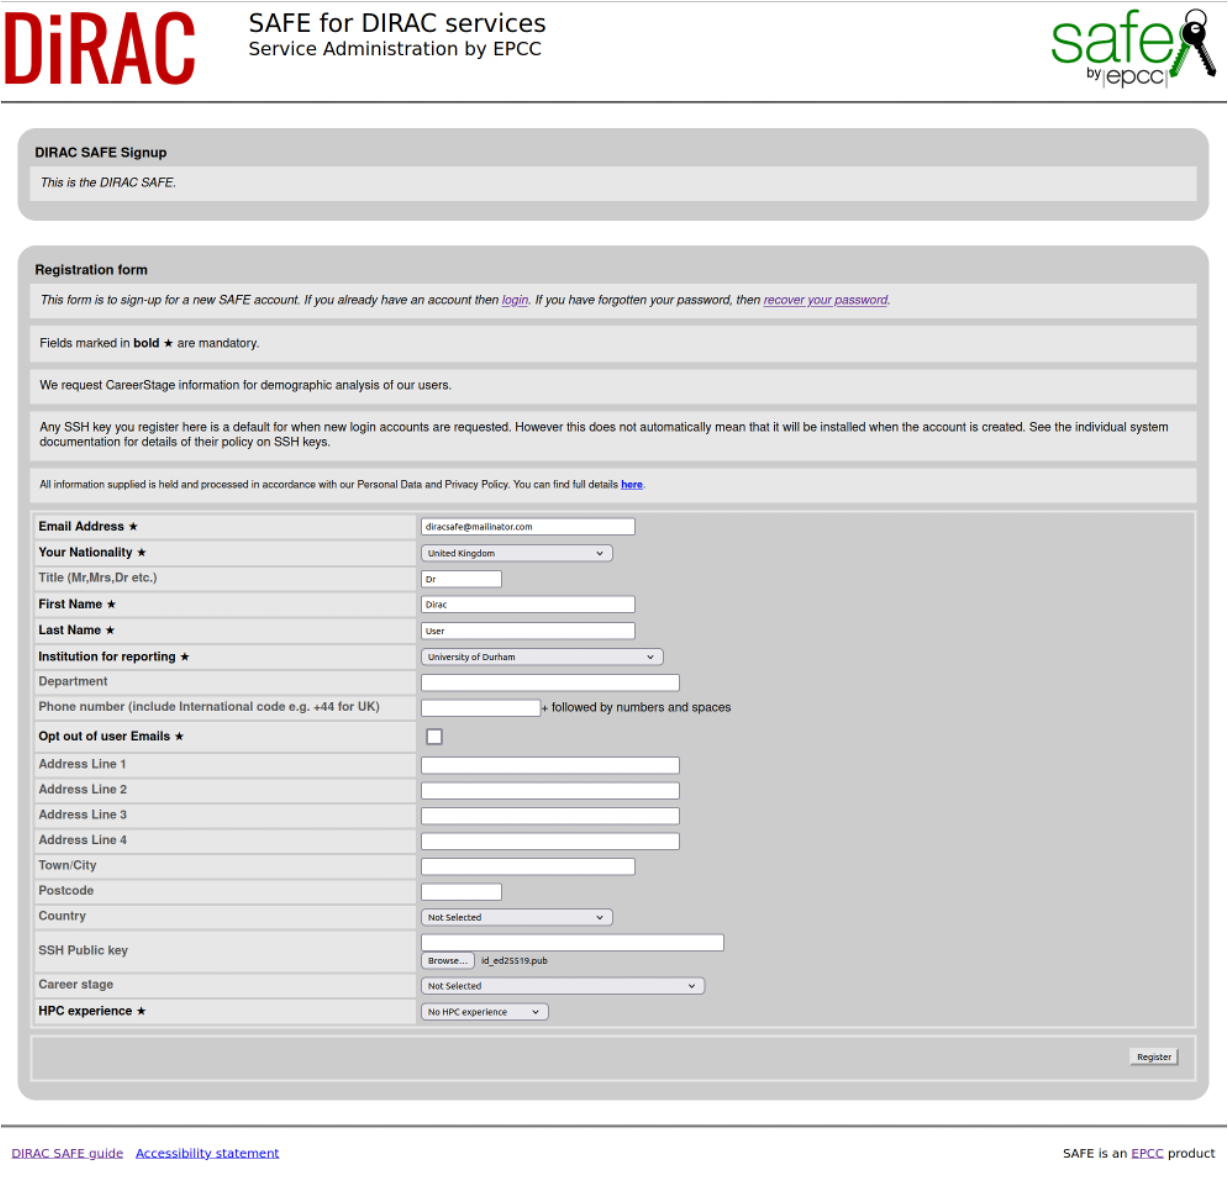 DiRAC
SAFE for DIRAC services
Service Administration by EPCC
safe
by|epcc|
DIRAC SAFE Signup
This is the DIRAC SAFE.
Registration form
This form is to sign-up for a new SAFE account. If you already have an account then login. If you have forgotten your password, then recover your password.
Fields marked in bold ★ are mandatory.
We request CareerStage information for demographic analysis of our users.
Any SSH key you register here is a default for when new login accounts are requested. However this does not automatically mean that it will be installed when the account is created. See the individual system
documentation for details of their policy on SSH keys.
All information supplied is held and processed in accordance with our Personal Data and Privacy Policy. You can find full details here.
Email Address ★ diracsafe@mailinator.com
Your Nationality ★ United Kingdom
Title (Mr,Mrs,Dr etc.) Dr
First Name ★ Dirac
Last Name ★ User
Institution for reporting ★ University of Durham
Department
Phone number (include International code e.g. +44 for UK) + followed by numbers and spaces
Opt out of user Emails ★
Address Line 1
Address Line 2
Address Line 3
Address Line 4
Town/City
Postcode
Country Not Selected
SSH Public key
Browse... id_ed25519.pub
Career stage Not Selected
HPC experience ★ No HPC experience
Register
DIRAC SAFE guide Accessibility statement SAFE is an EPCC product